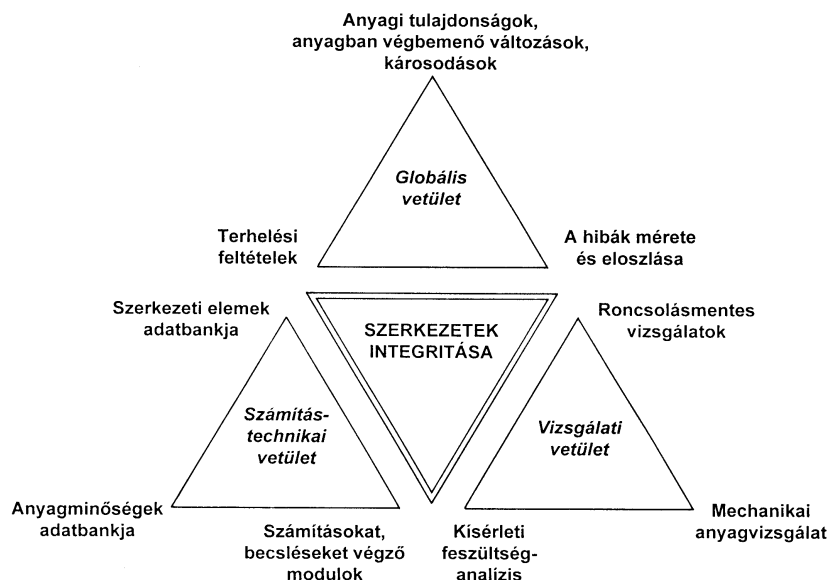 Anyagi tulajdonságok,
anyagban végbemenő változások,
károsodások
Globális
vetület
Terhelési
feltételek
A hibák mérete
és eloszlása
Szerkezeti elemek
adatbankja
SZERKEZETEK
INTEGRITÁSA
Roncsolásmentes
vizsgálatok
Számítás-
technikai
vetület
Vizsgálati
vetület
Anyagminőségek
adatbankja
Számításokat,
becsléseket végző
modulok
Kísérleti
feszültség-
analízis
Mechanikai
anyagvizsgálat